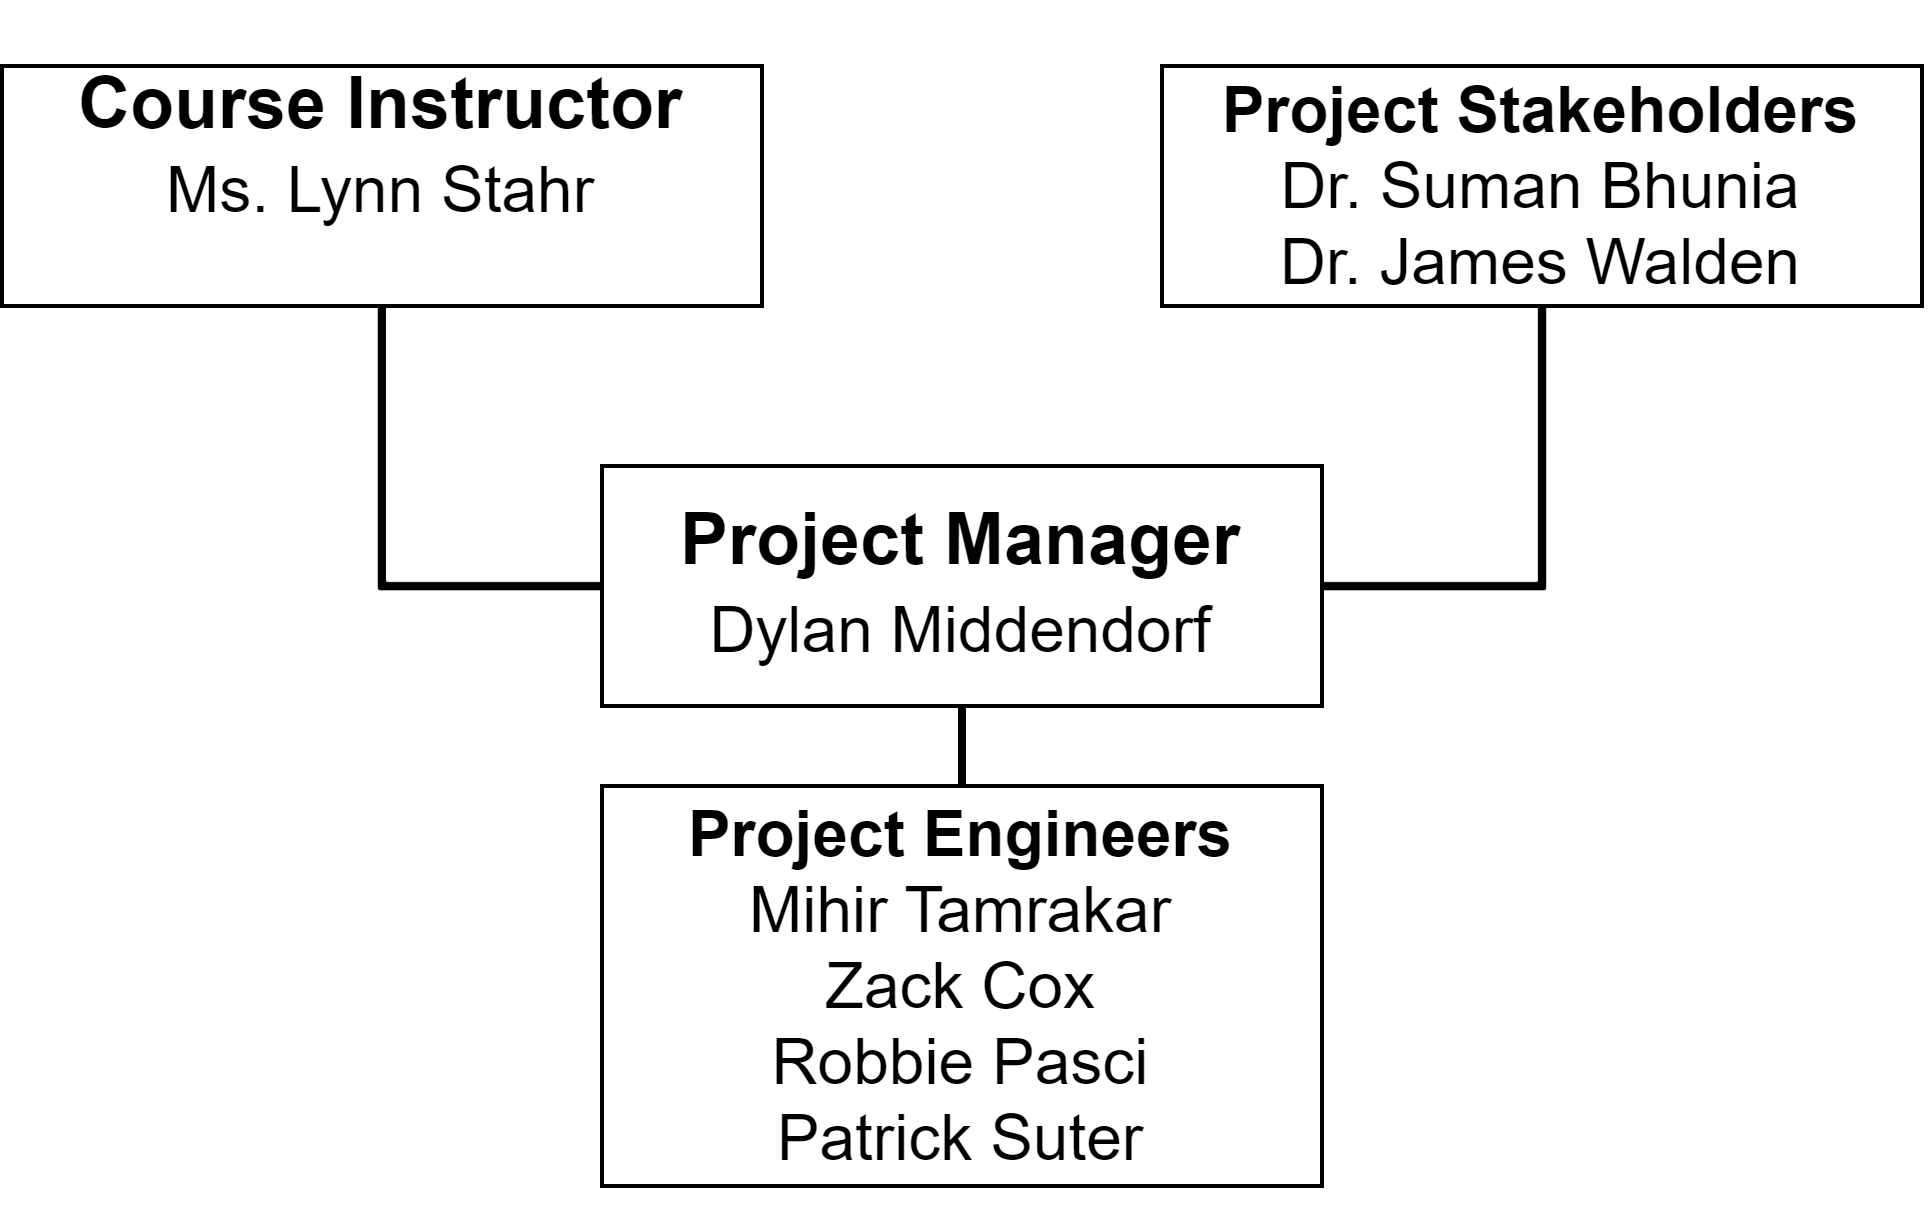 Course Instructor
Ms. Lynn Stahr
Project Stakeholders
Dr. Suman Bhunia
Dr. James Walden
Project Manager
Dylan Middendorf
Project Engineers
Mihir Tamrakar
Zack Cox
Robbie Pasci
Patrick Suter